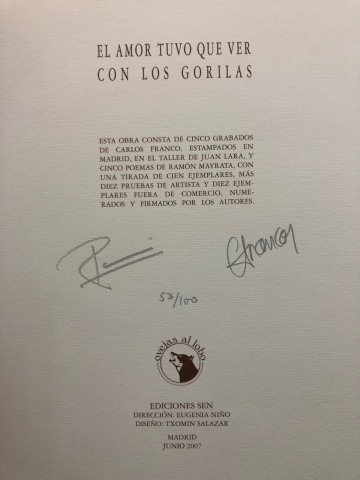 EL AMOR TUVO QUE VER
CON LOS GORILAS
ESTA OBRA CONSTA DE CINCO GRABADOS
DE CARLOS FRANCO, ESTAMPADOS EN
MADRID, EN EL TALLER DE JUAN LARA, Y
CINCO POEMAS DE RAMÓN MAYRATA, CON
UNA TIRADA DE CIEN EJEMPLARES, MÁS
DIEZ PRUEBAS DE ARTISTA Y DIEZ EJEM-
PLARES FUERA DE COMERCIO, NUME-
RADOS Y FIRMADOS POR LOS AUTORES.
CFranco
53/100
ovejas al lobo
EDICIONES SEN
DIRECCIÓN: EUGENIA NIÑO
DISEÑO: TXOMIN SALAZAR
MADRID
JUNIO 2007